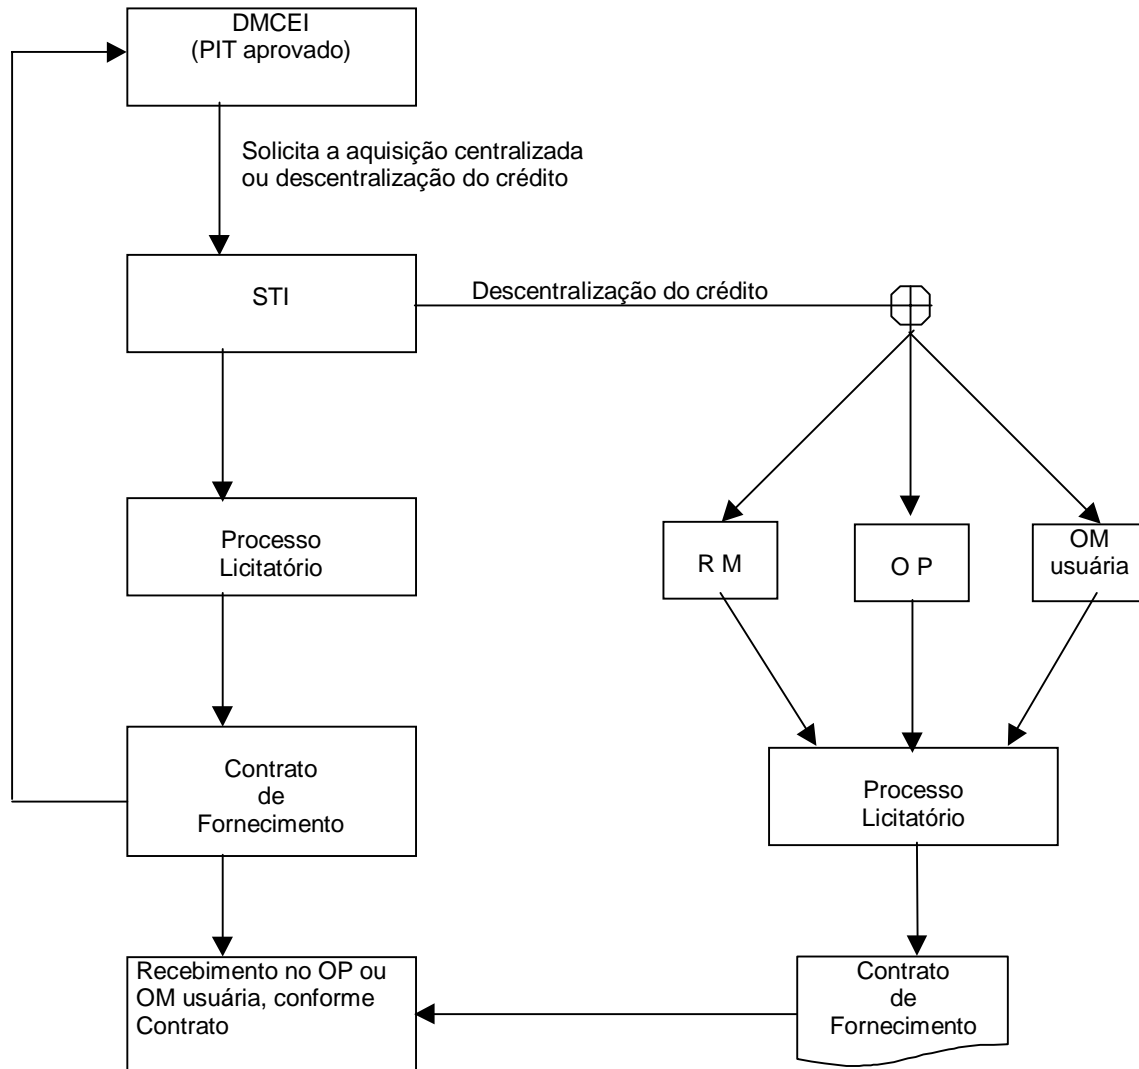 DMCEI
(PIT aprovado)
Solicita a aquisição centralizada
ou descentralização do crédito
STI
Descentralização do crédito
R M
O P
OM
usuária
Processo
Licitatório
Processo
Licitatório
Contrato
de
Fornecimento
Contrato
de
Fornecimento
Recebimento no OP ou
OM usuária, conforme
Contrato